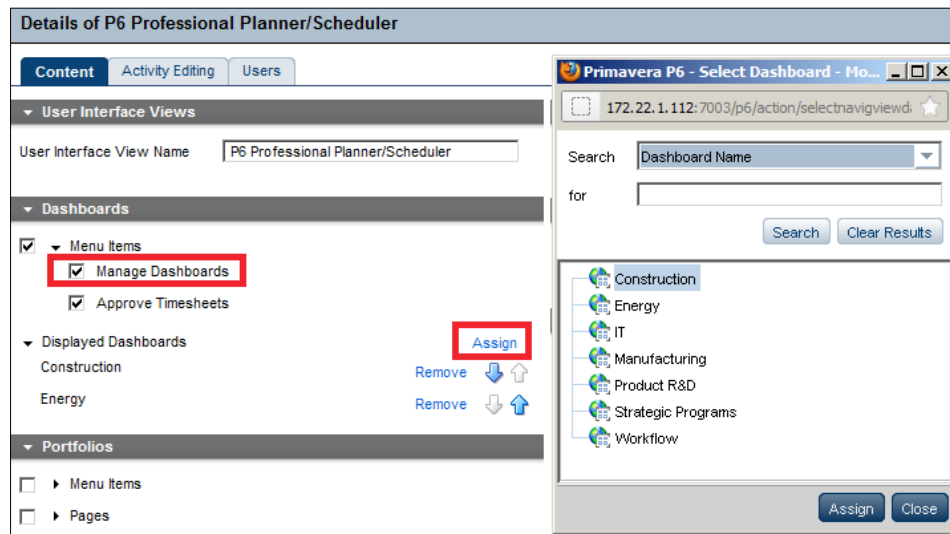 Details of P6 Professional Planner/Scheduler
Content
Activity Editing
Users
User Interface Views
User Interface View Name
P6 Professional Planner/Scheduler
Dashboards
Menu Items
Manage Dashboards
Approve Timesheets
Displayed Dashboards
Assign
Construction
Remove
Energy
Remove
Portfolios
Menu Items
Pages
Primavera P6 - Select Dashboard - Mo...
172.22.1.112:7003/p6/action/selectnavigviewda
Search
Dashboard Name
for
Search
Clear Results
Construction
Energy
IT
Manufacturing
Product R&D
Strategic Programs
Workflow
Assign
Close